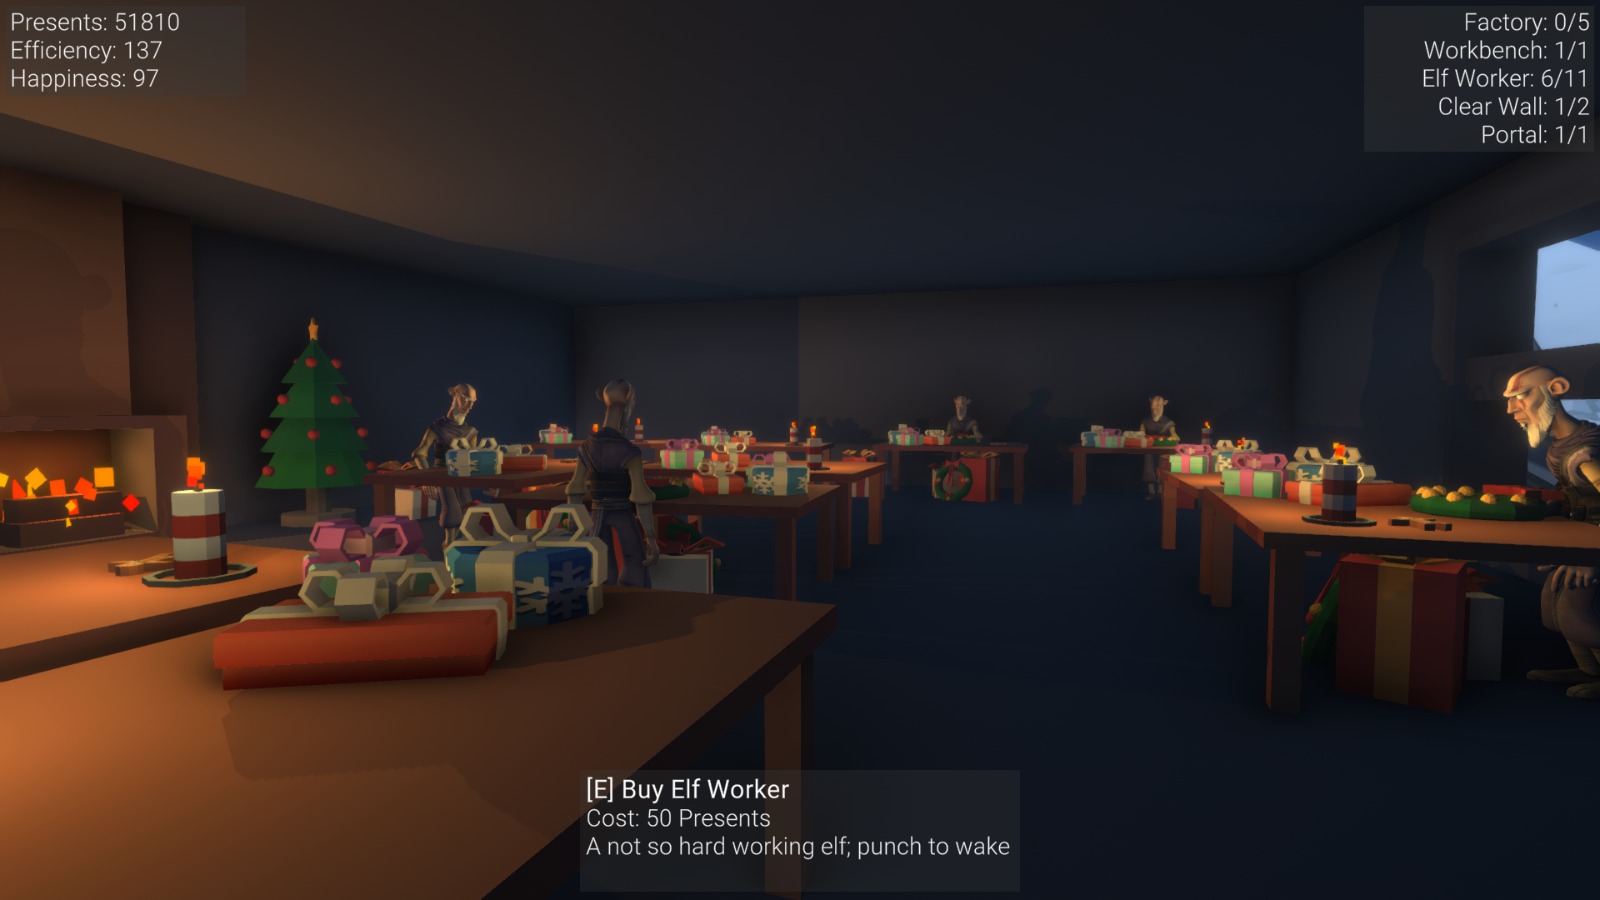 Presents: 51810
Efficiency: 137
Happiness: 97
Factory: 0/5
Workbench: 1/1
Elf Worker: 6/11
Clear Wall: 1/2
Portal: 1/1
[E] Buy Elf Worker
Cost: 50 Presents
A not so hard working elf; punch to wake